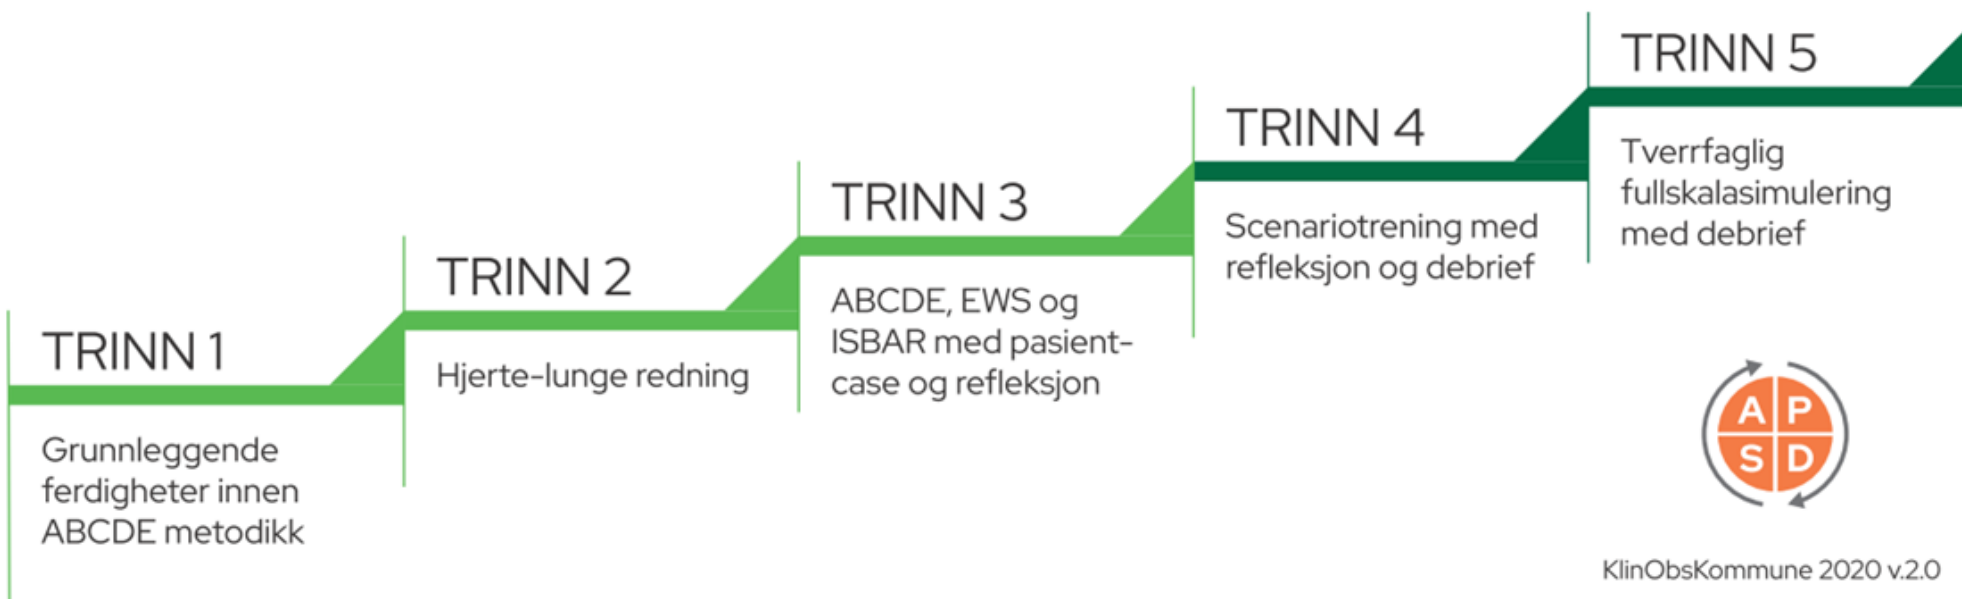 TRINN 1
Grunnleggende
ferdigheter innen
ABCDE metodikk
TRINN 2
Hjerte-lunge redning
TRINN 3
ABCDE, EWS og
ISBAR med pasient-
case og refleksjon
TRINN 4
Scenariotrening med
refleksjon og debrief
TRINN 5
Tverrfaglig
fullskalasimulering
med debrief
A P
S D
KlinObsKommune 2020 v.2.0